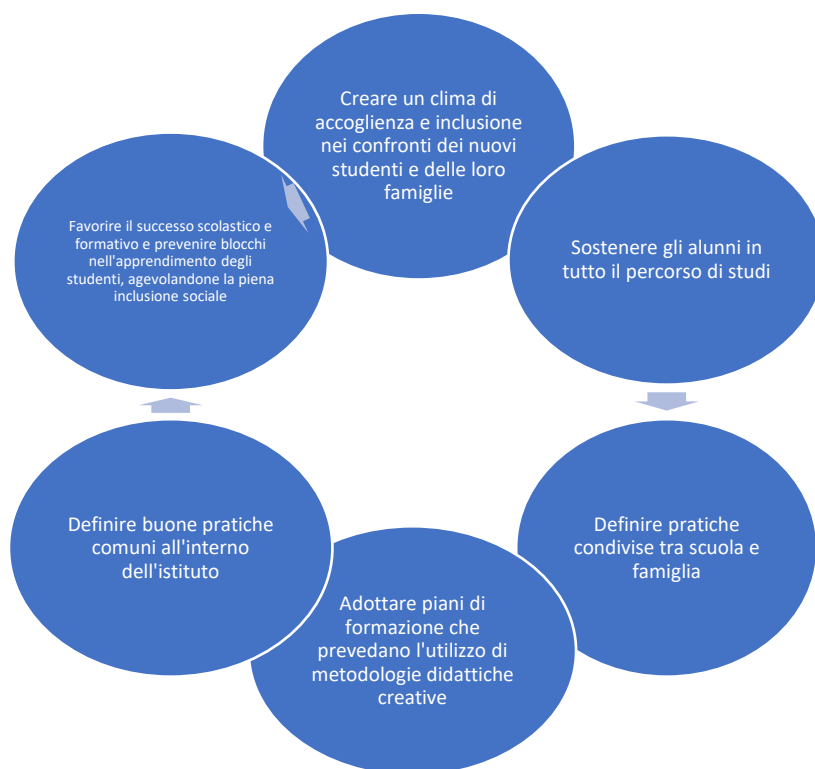 Creare un clima di
accoglienza e inclusione
nei confronti dei nuovi
studenti e delle loro
famiglie
Sostenere gli alunni in
tutto il percorso di studi
Definire pratiche
condivise tra scuola e
famiglia
Adottare piani di
formazione che
prevedano l'utilizzo di
metodologie didattiche
creative
Definire buone pratiche
comuni all'interno
dell'istituto
Favorire il successo scolastico e
formativo e prevenire blocchi
nell'apprendimento degli
studenti, agevolandone la piena
inclusione sociale